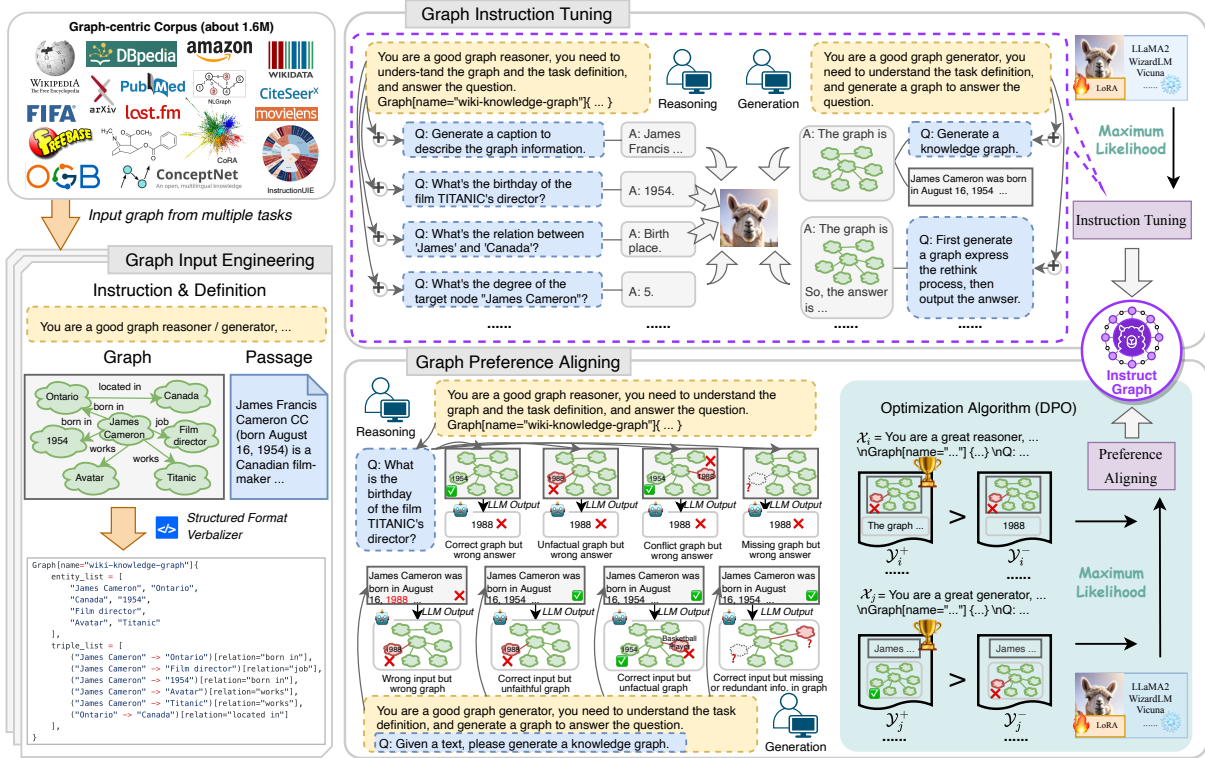 Graph-centric Corpus (about 1.6M)
WIKIPEDIA
The Free Encyclopedia
DBpedia
amazon
WIKIDATA
arXiv
PubMed
NLGraph
CiteSeerX
FIFA
lost.fm
movielens
FREEBASE
CoRA
OGB
ConceptNet
An open, multilingual knowledge
InstructionUIE
Input graph from multiple tasks
Graph Input Engineering
Instruction & Definition
You are a good graph reasoner / generator, ...
Graph
Passage
located in
Ontario
Canada
born in
born in
James
Cameron
job
Film
director
1954
works
works
Avatar
Titanic
James Francis
Cameron CC
(born August
16, 1954) is a
Canadian film-
maker ...
</>
Structured Format
Verbalizer
Graph[name="wiki-knowledge-graph"]{
entity_list = [
"James Cameron", "Ontario",
"Canada", "1954",
"Film director",
"Avatar", "Titanic"
],
triple_list = [
("James Cameron" -> "Ontario")[relation="born in"],
("James Cameron" -> "Film director")[relation="job"],
("James Cameron" -> "1954")[relation="born in"],
("James Cameron" -> "Avatar")[relation="works"],
("James Cameron" -> "Titanic")[relation="works"],
("Ontario" -> "Canada")[relation="located in"]
],
}
Graph Instruction Tuning
You are a good graph reasoner, you need to
unders-tand the graph and the task definition,
and answer the question.
Graph[name="wiki-knowledge-graph"]{ ... }
Reasoning
Generation
You are a good graph generator,
you need to understand the task
definition, and generate a graph to answer the
question.
Q: Generate a caption to
describe the graph information.
A: James
Francis ...
Q: What's the birthday of the
film TITANIC's director?
A: 1954.
Q: What's the relation between
'James' and 'Canada'?
A: Birth
place.
Q: What's the degree of the
target node "James Cameron"?
A: 5.
......
......
A: The graph is
Q: Generate a
knowledge graph.
James Cameron was born
in August 16, 1954 ...
A: The graph is
So, the answer
is ...
Q: First generate
a graph express
the rethink
process, then
output the anwser.
......
......
LLaMA2
WizardLM
Vicuna
......
LoRA
Maximum
Likelihood
Instruction Tuning
Instruct
Graph
Graph Preference Aligning
Reasoning
You are a good graph reasoner, you need to understand the
graph and the task definition, and answer the question.
Graph[name="wiki-knowledge-graph"]{ ... }
Q: What
is the
birthday
of the film
TITANIC's
director?
1954
1988
1954
1988
?
LLM Output
LLM Output
LLM Output
LLM Output
1988
1988
1988
1988
Correct graph but
wrong answer
Unfactual graph but
wrong answer
Conflict graph but
wrong answer
Missing graph but
wrong answer
James Cameron was
born in August
16, 1988
James Cameron was
born in August
16, 1954 ...
James Cameron was
born in August
16, 1954 ...
James Cameron was
born in August
16, 1954 ...
LLM Output
LLM Output
LLM Output
LLM Output
1988
1988
1954
Basketball
Player
?
?
Wrong input but
wrong graph
Correct input but
unfaithful graph
Correct input but
unfactual graph
Correct input but missing
or redundant info. in graph
You are a good graph generator, you need to understand the task
definition, and generate a graph to answer the question.
Q: Given a text, please generate a knowledge graph.
Generation
Optimization Algorithm (DPO)
𝒳i = You are a great reasoner, ...
\nGraph[name="..."] {...} \nQ: ...
The graph ...
>
1988
𝒴i+
𝒴i−
......
......
𝒳j = You are a great generator, ...
\nGraph[name="..."] {...} \nQ: ...
James ...
>
James ...
𝒴j+
𝒴j−
......
......
Preference
Aligning
Maximum
Likelihood
LLaMA2
WizardLM
Vicuna
......
LoRA